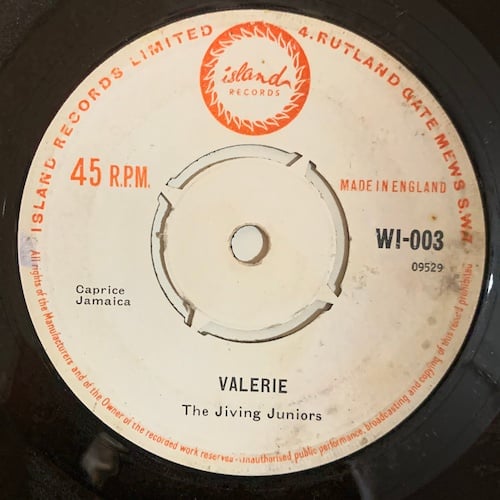 ISLAND RECORDS LIMITED 4. RUTLAND GATE MEWS S.W.7
island
RECORDS
45 R.P.M.
MADE IN ENGLAND
WI-003
09529
Caprice
Jamaica
VALERIE
The Jiving Juniors
All rights of the Manufacturers and of the Owner of the recorded work reserved-Unauthorised public performance, broadcasting and copying of this record prohibited